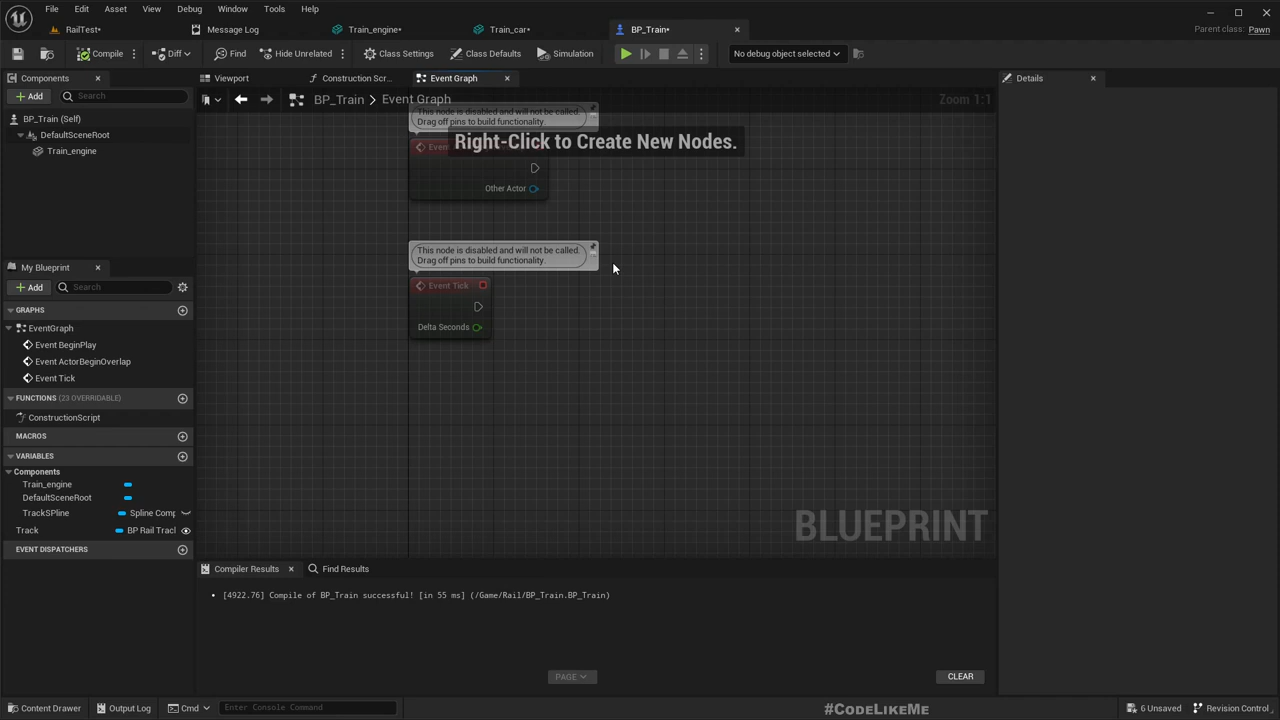 File
Edit
Asset
View
Debug
Window
Tools
Help
RailTest*
Message Log
Train_engine*
Train_car*
BP_Train*
Parent class: Pawn
Compile
Diff
Find
Hide Unrelated
Class Settings
Class Defaults
Simulation
No debug object selected
Components
Add
Search
BP_Train (Self)
DefaultSceneRoot
Train_engine
Viewport
Construction Scr...
Event Graph
BP_Train > Event Graph
Zoom 1:1
This node is disabled and will not be called.
Drag off pins to build functionality.
Right-Click to Create New Nodes.
Other Actor
This node is disabled and will not be called.
Drag off pins to build functionality.
Event Tick
Delta Seconds
BLUEPRINT
Details
My Blueprint
Add
Search
GRAPHS
EventGraph
Event BeginPlay
Event ActorBeginOverlap
Event Tick
FUNCTIONS (23 OVERRIDABLE)
ConstructionScript
MACROS
VARIABLES
Components
Train_engine
DefaultSceneRoot
TrackSPline
Spline Comp
Track
BP Rail Tracl
EVENT DISPATCHERS
Compiler Results
Find Results
[4922.76] Compile of BP_Train successful! [in 55 ms] (/Game/Rail/BP_Train.BP_Train)
PAGE
CLEAR
Content Drawer
Output Log
Cmd
Enter Console Command
#CODELIKEME
6 Unsaved
Revision Control